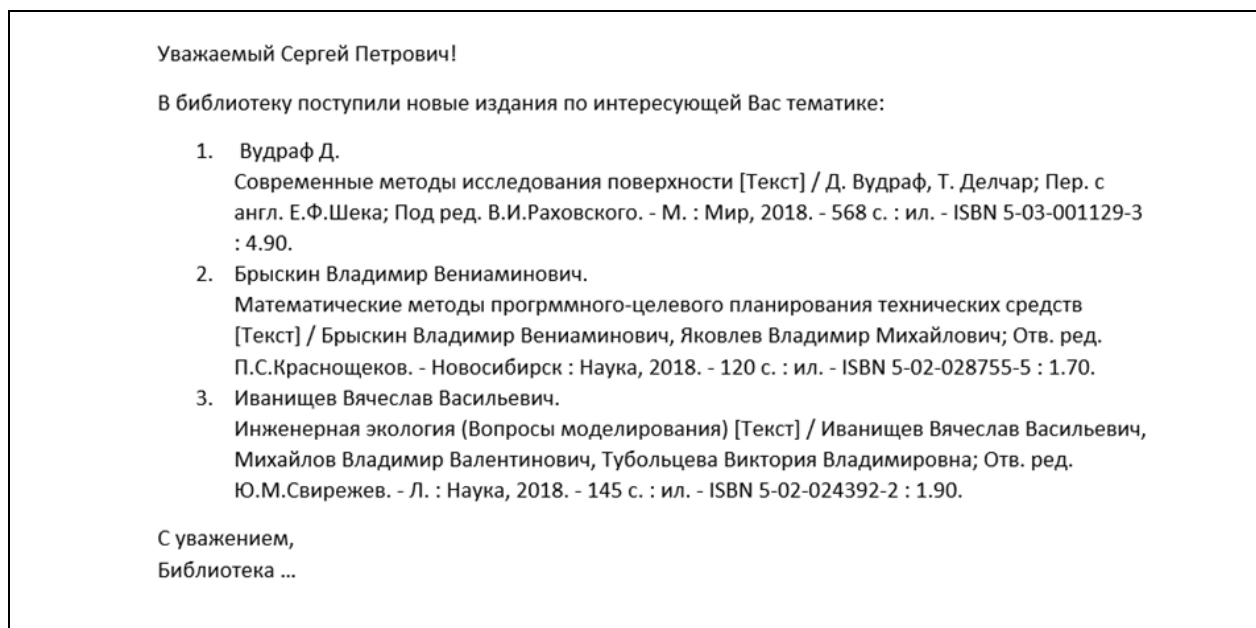 Уважаемый Сергей Петрович!
В библиотеку поступили новые издания по интересующей Вас тематике:
1. Вудраф Д.
Современные методы исследования поверхности [Текст] / Д. Вудраф, Т. Делчар; Пер. с
англ. Е.Ф.Шека; Под ред. В.И.Раховского. - М. : Мир, 2018. - 568 с. : ил. - ISBN 5-03-001129-3
: 4.90.
2. Брыскин Владимир Вениаминович.
Математические методы прогрммного-целевого планирования технических средств
[Текст] / Брыскин Владимир Вениаминович, Яковлев Владимир Михайлович; Отв. ред.
П.С.Краснощеков. - Новосибирск : Наука, 2018. - 120 с. : ил. - ISBN 5-02-028755-5 : 1.70.
3. Иванищев Вячеслав Васильевич.
Инженерная экология (Вопросы моделирования) [Текст] / Иванищев Вячеслав Васильевич,
Михайлов Владимир Валентинович, Тубольцева Виктория Владимировна; Отв. ред.
Ю.М.Свирежев. - Л. : Наука, 2018. - 145 с. : ил. - ISBN 5-02-024392-2 : 1.90.
С уважением,
Библиотека ...